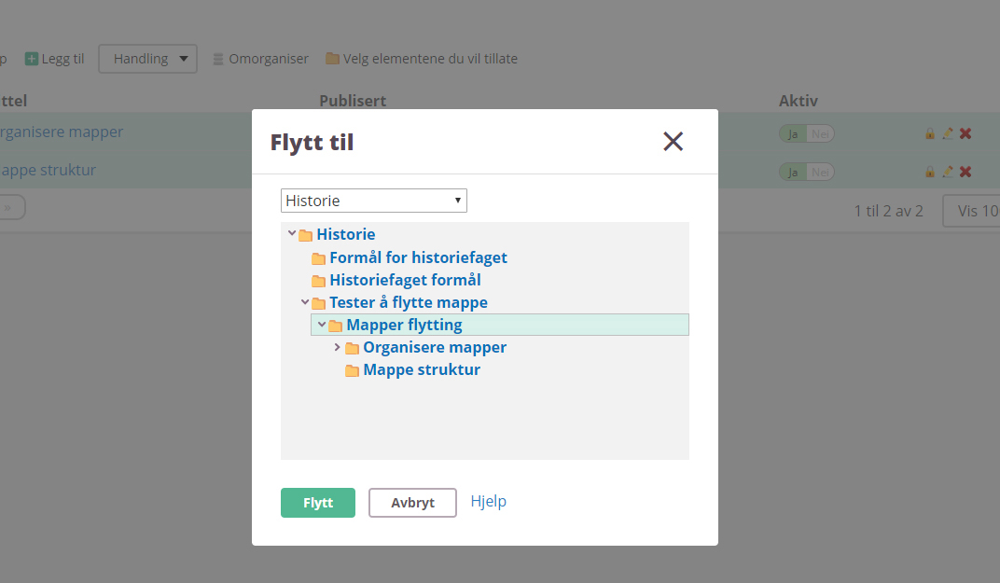 p Legg til Handling Omorganiser Velg elementene du vil tillate
ttel Publisert Aktiv
rganisere mapper Ja Nei
appe struktur Ja Nei
» 1 til 2 av 2 Vis 10
Flytt til
Historie
Historie
Formål for historiefaget
Historiefaget formål
Tester å flytte mappe
Mapper flytting
Organisere mapper
Mappe struktur
Flytt Avbryt Hjelp